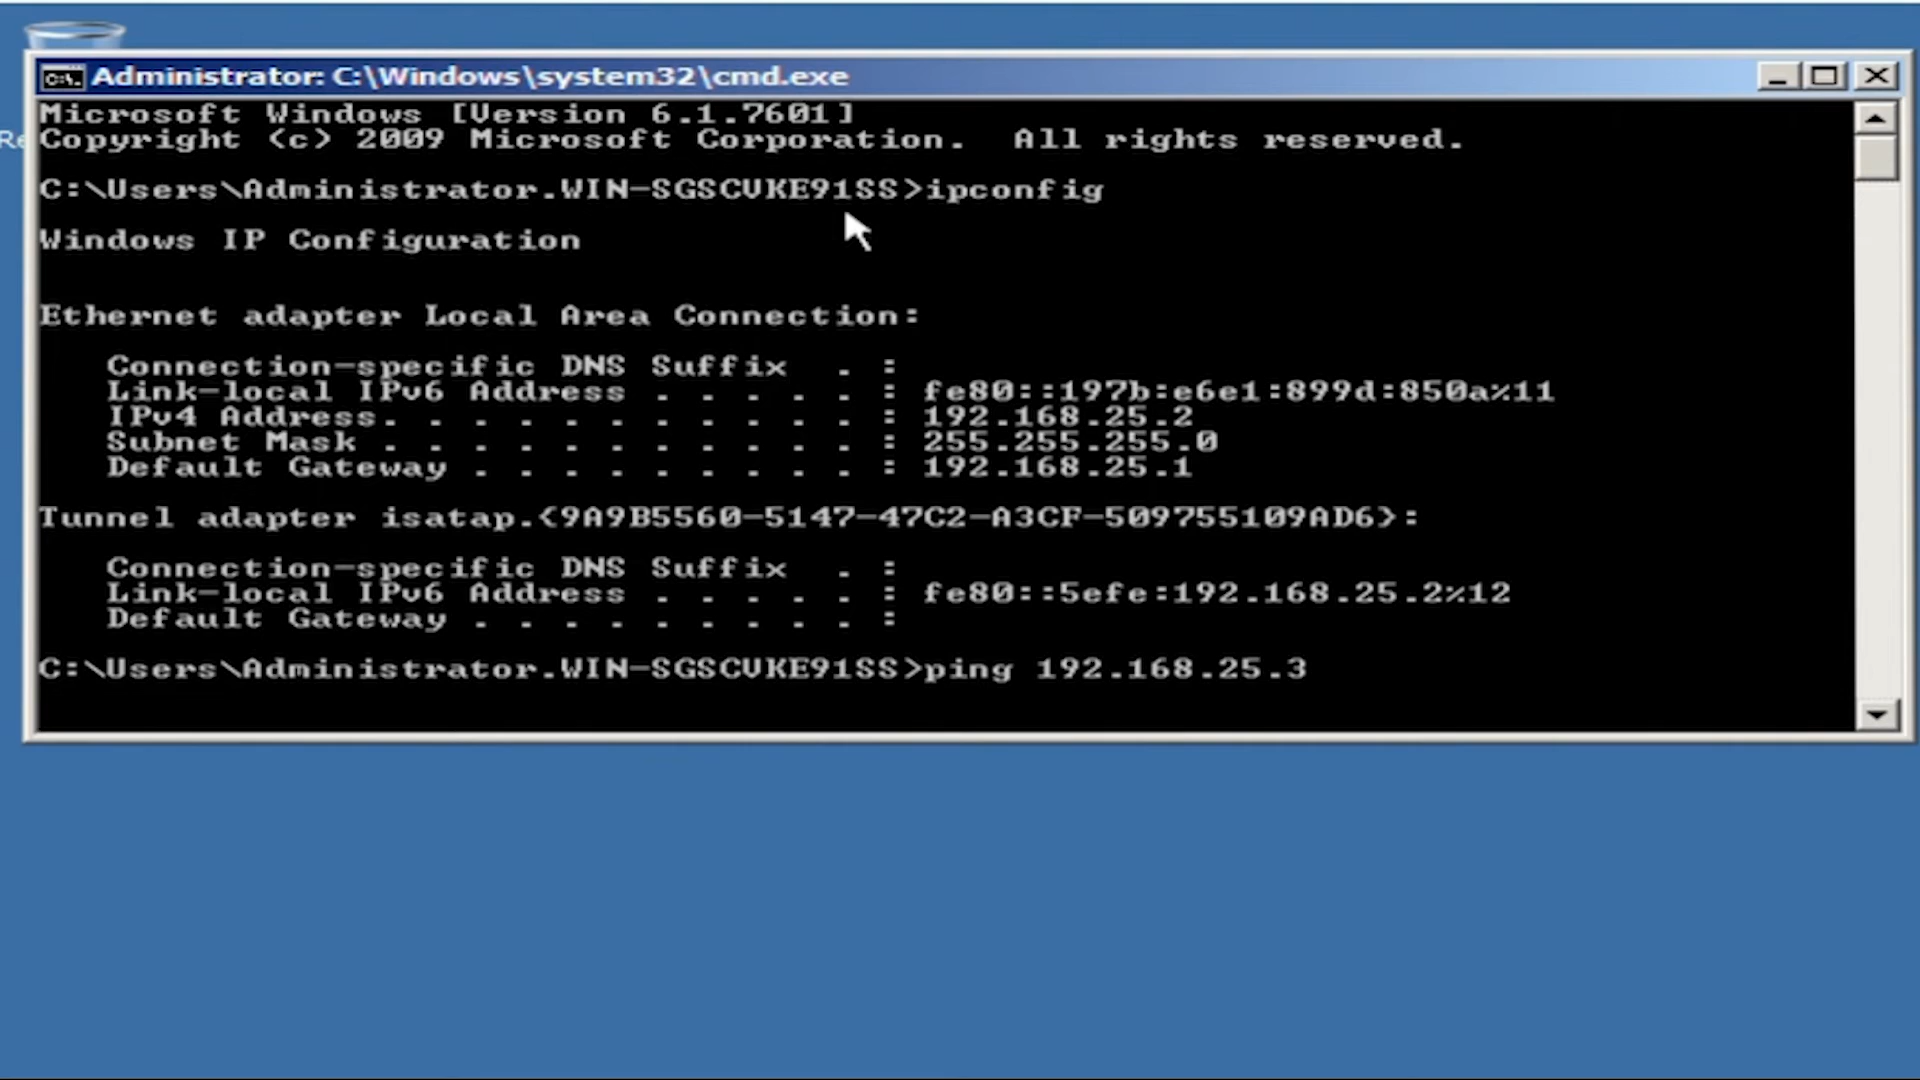 Administrator: C:\Windows\system32\cmd.exe
Microsoft Windows [Version 6.1.7601]
Copyright (c) 2009 Microsoft Corporation.  All rights reserved.
C:\Users\Administrator.WIN-SGSCVKE91SS>ipconfig
Windows IP Configuration
Ethernet adapter Local Area Connection:
   Connection-specific DNS Suffix  . :
   Link-local IPv6 Address . . . . . : fe80::197b:e6e1:899d:850a%11
   IPv4 Address. . . . . . . . . . . : 192.168.25.2
   Subnet Mask . . . . . . . . . . . : 255.255.255.0
   Default Gateway . . . . . . . . . : 192.168.25.1
Tunnel adapter isatap.{9A9B5560-5147-47C2-A3CF-509755109AD6}:
   Connection-specific DNS Suffix  . :
   Link-local IPv6 Address . . . . . : fe80::5efe:192.168.25.2%12
   Default Gateway . . . . . . . . . :
C:\Users\Administrator.WIN-SGSCVKE91SS>ping 192.168.25.3